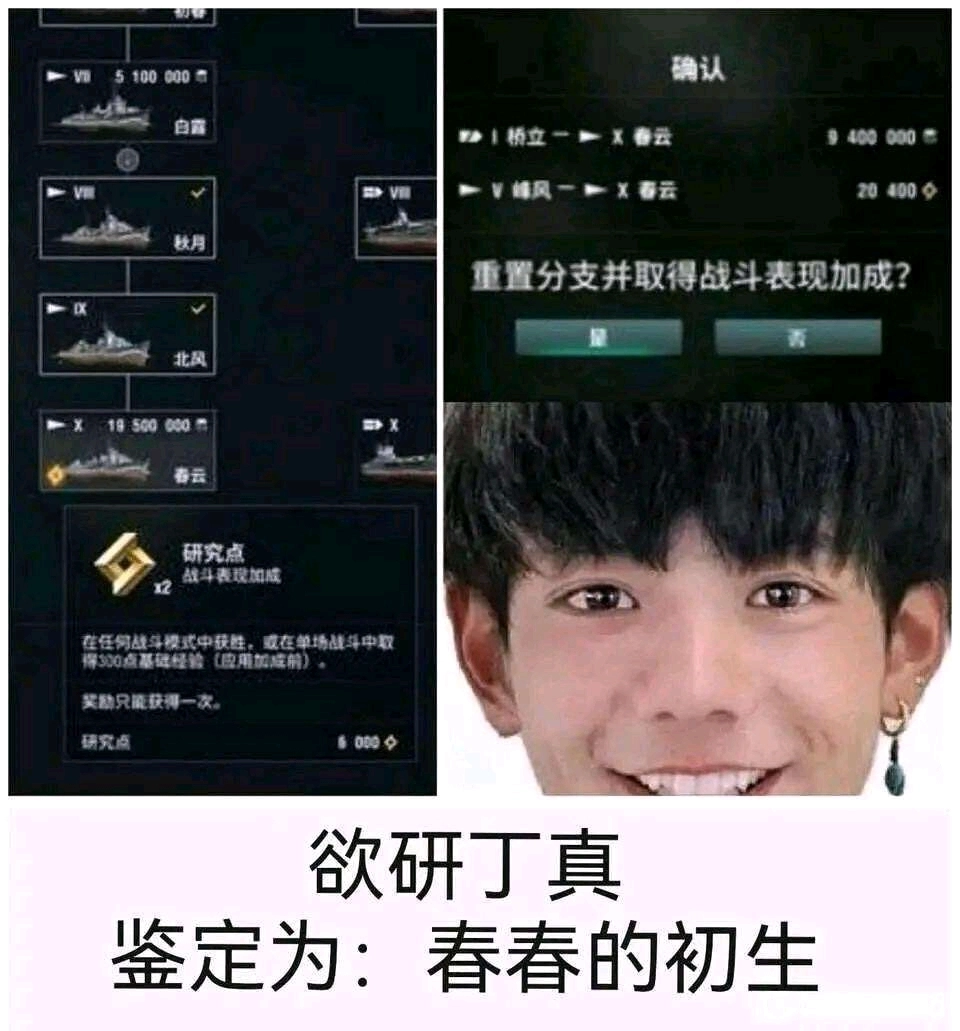 初春
VII 5 100 000
白露
VIII
秋月
VIII
IX
北风
X 19 500 000
春云
X
研究点
x2
战斗表现加成
在任何战斗模式中获胜，或在单场战斗中取
得300点基础经验（应用加成前）。
奖励只能获得一次。
研究点 6 000
确认
I 桥立 — X 春云 9 400 000
V 峰风 — X 春云 20 400
重置分支并取得战斗表现加成？
是 否
欲研丁真
鉴定为：春春的初生